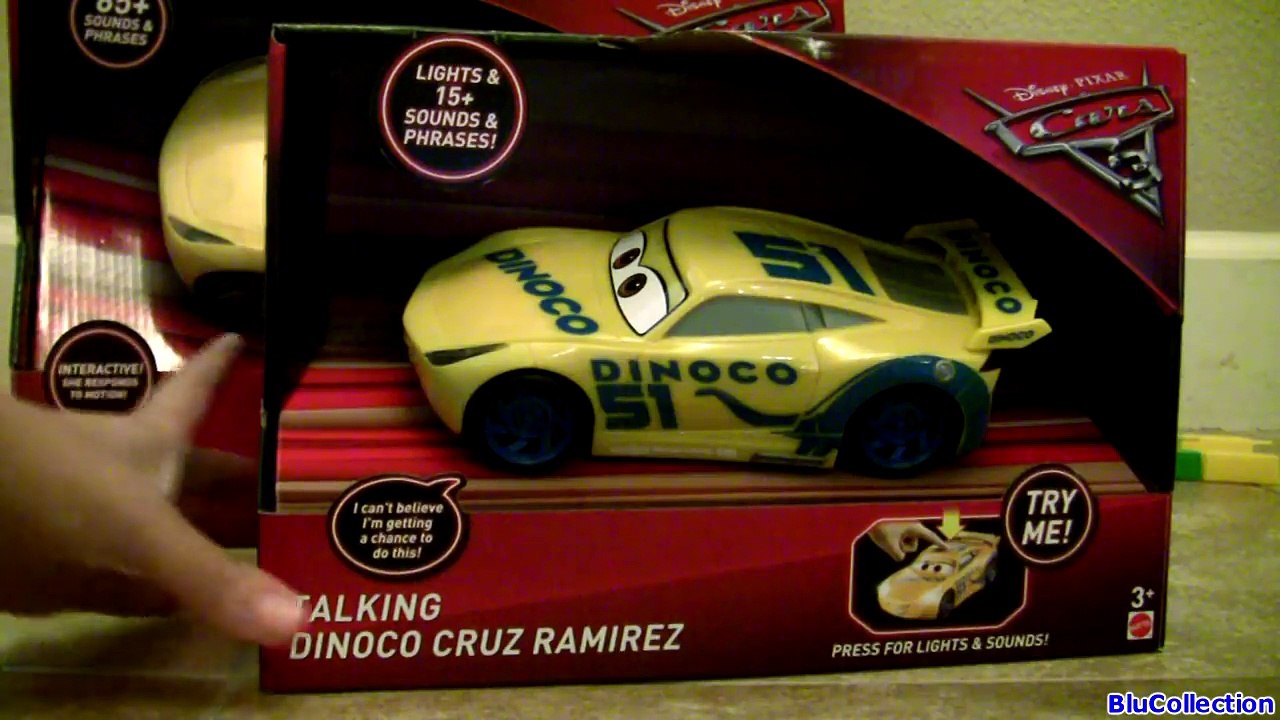 85+
SOUNDS &
PHRASES
Disney
INTERACTIVE!
SHE RESPONDS
TO MOTION!
LIGHTS &
15+
SOUNDS &
PHRASES!
Disney · PIXAR
Cars
3
DINOCO
51
DINOCO
DINOCO
DINOCO
51
I can't believe
I'm getting
a chance to
do this!
TRY
ME!
TALKING
DINOCO CRUZ RAMIREZ
PRESS FOR LIGHTS & SOUNDS!
3+
BluCollection